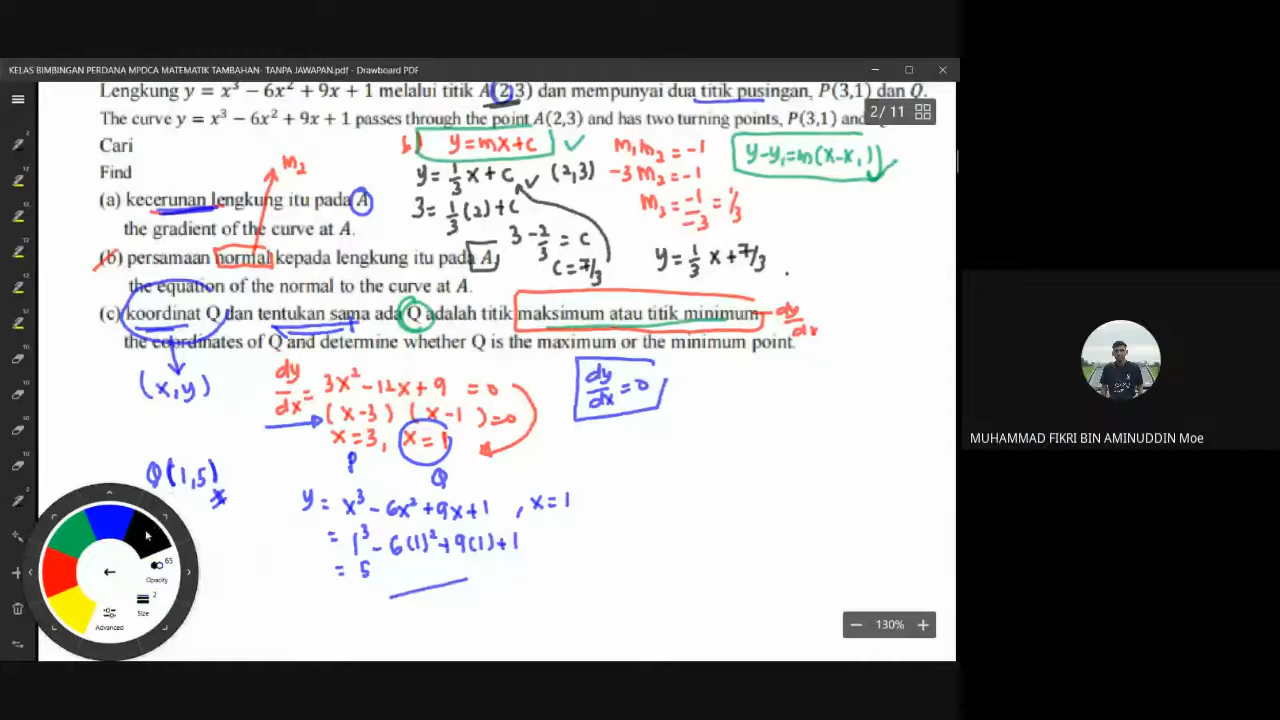 KELAS BIMBINGAN PERDANA MPDCA MATEMATIK TAMBAHAN- TANPA JAWAPAN.pdf - Drawboard PDF
Lengkung y = x³ − 6x² + 9x + 1 melalui titik A(2,3) dan mempunyai dua titik pusingan, P(3,1) dan Q.
The curve y = x³ − 6x² + 9x + 1 passes through the point A(2,3) and has two turning points, P(3,1) and
2 / 11
Cari
b) y = mx + c
m₁m₂ = -1
y-y₁=m(x-x₁)
Find
m₂
y = 1/3 x + c (2,3)
-3m₂ = -1
(a) kecerunan lengkung itu pada A
3 = 1/3 (2) + c
m₂ = -1/-3 = 1/3
the gradient of the curve at A.
3 - 2/3 = c
(b) persamaan normal kepada lengkung itu pada A,
c = 7/3
y = 1/3 x + 7/3
the equation of the normal to the curve at A.
(c) koordinat Q dan tentukan sama ada Q adalah titik maksimum atau titik minimum
dy/dx
the coordinates of Q and determine whether Q is the maximum or the minimum point.
(x,y)
dy/dx = 3x² - 12x + 9 = 0
dy/dx = 0
(x-3) (x-1) = 0
x = 3, x = 1
P
Q
Q(1,5)
y = x³ - 6x² + 9x + 1 , x = 1
= 1³ - 6(1)² + 9(1) + 1
= 5
65
Opacity
2
Size
Advanced
130%
MUHAMMAD FIKRI BIN AMINUDDIN Moe